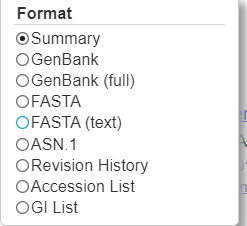 Format
Summary
GenBank
GenBank (full)
FASTA
FASTA (text)
ASN.1
Revision History
Accession List
GI List